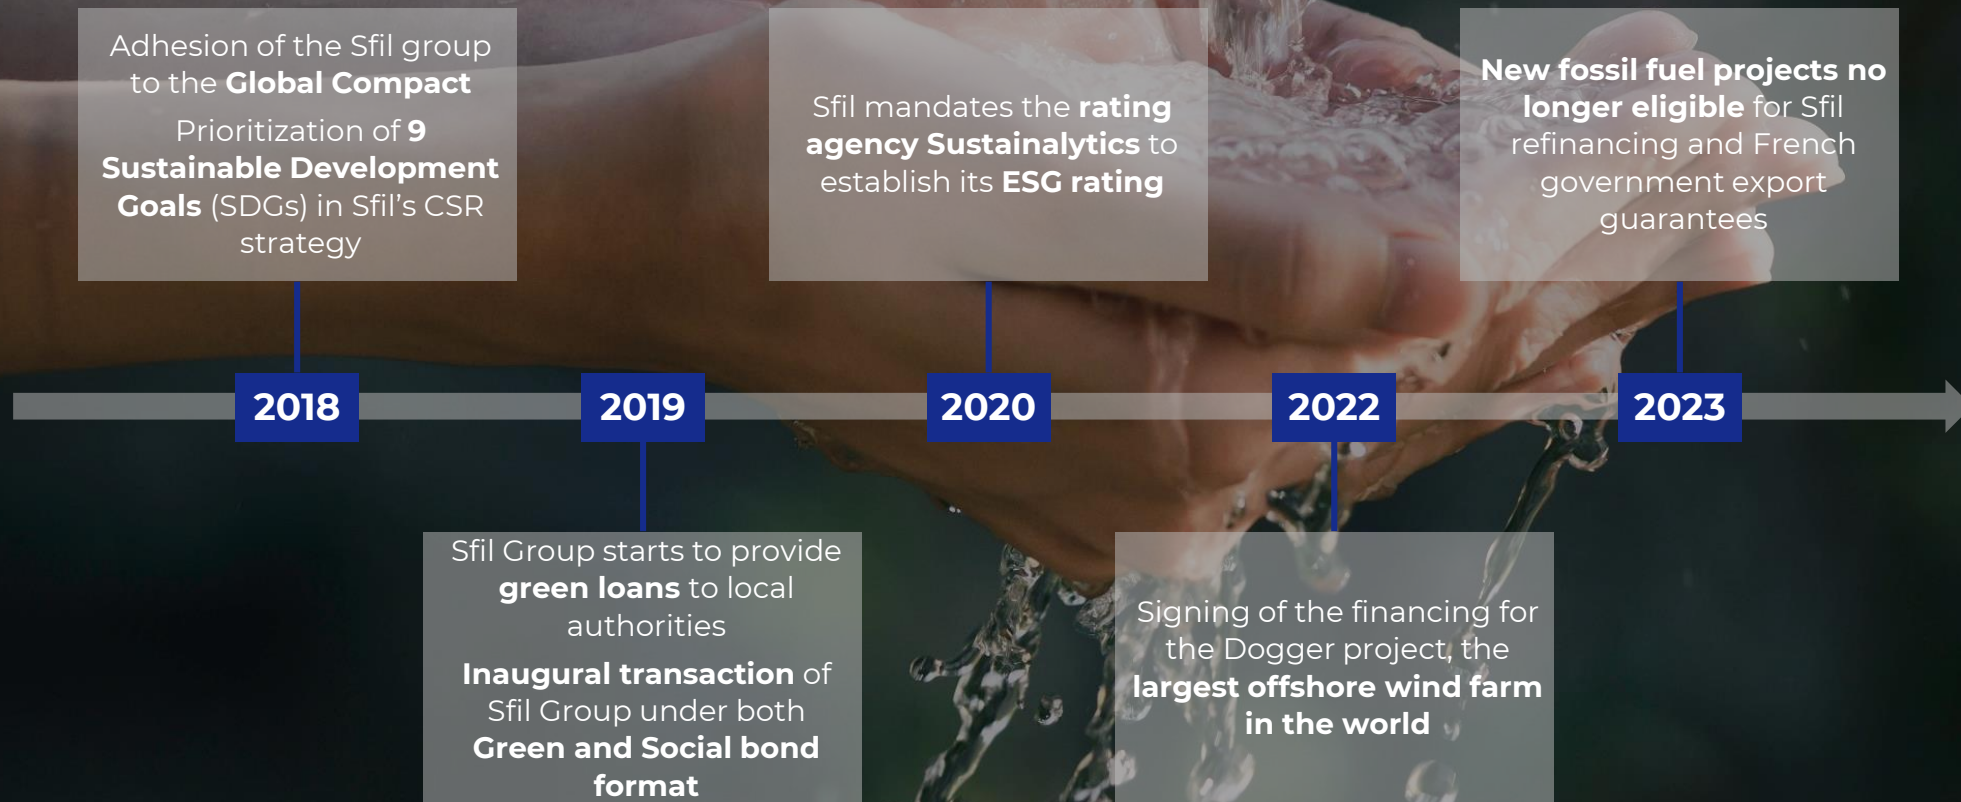 Adhesion of the Sfil group
to the Global Compact
Prioritization of 9
Sustainable Development
Goals (SDGs) in Sfil's CSR
strategy
Sfil mandates the rating
agency Sustainalytics to
establish its ESG rating
New fossil fuel projects no
longer eligible for Sfil
refinancing and French
government export
guarantees
2018
2019
2020
2022
2023
Sfil Group starts to provide
green loans to local
authorities
Inaugural transaction of
Sfil Group under both
Green and Social bond
format
Signing of the financing for
the Dogger project, the
largest offshore wind farm
in the world